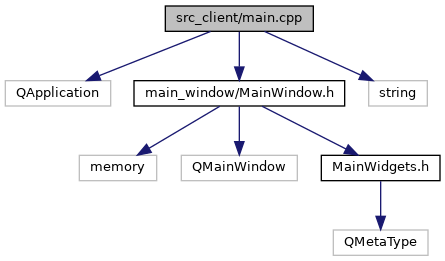 src_client/main.cpp
QApplication
main_window/MainWindow.h
string
memory
QMainWindow
MainWidgets.h
QMetaType